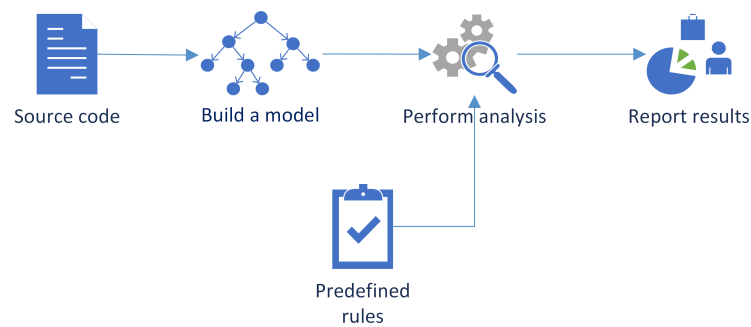 Source code
Build a model
Perform analysis
Report results
Predefined
rules